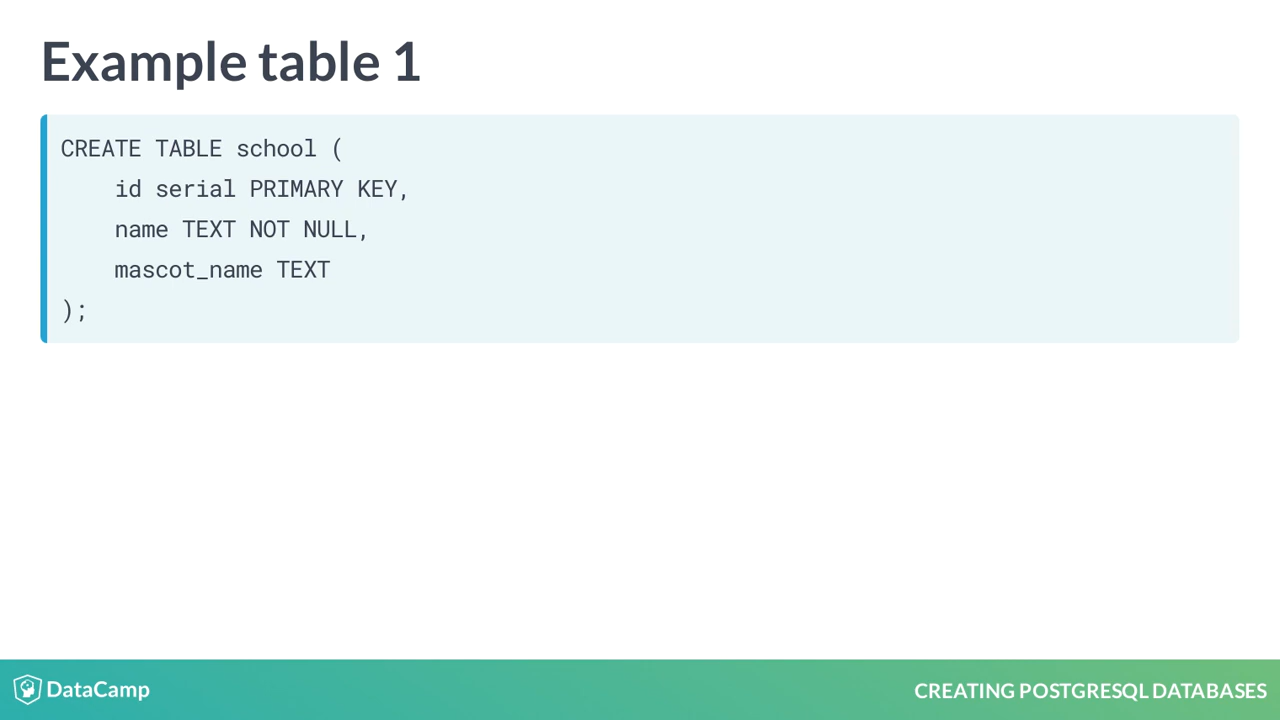 Example table 1
CREATE TABLE school (
    id serial PRIMARY KEY,
    name TEXT NOT NULL,
    mascot_name TEXT
);
DataCamp
CREATING POSTGRESQL DATABASES